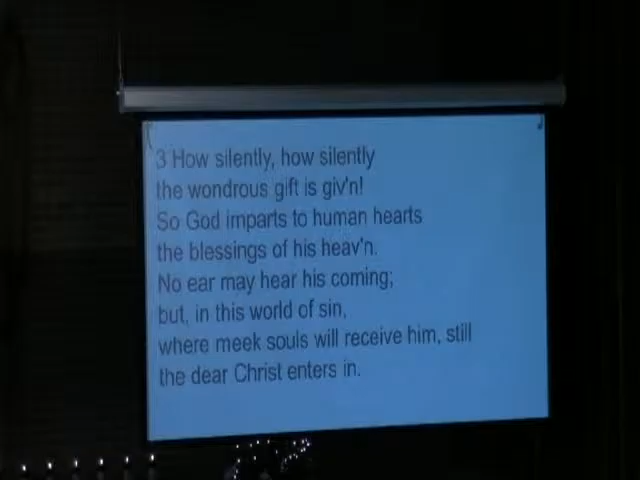 3 How silently, how silently
the wondrous gift is giv'n!
So God imparts to human hearts
the blessings of his heav'n.
No ear may hear his coming;
but, in this world of sin,
where meek souls will receive him, still
the dear Christ enters in.